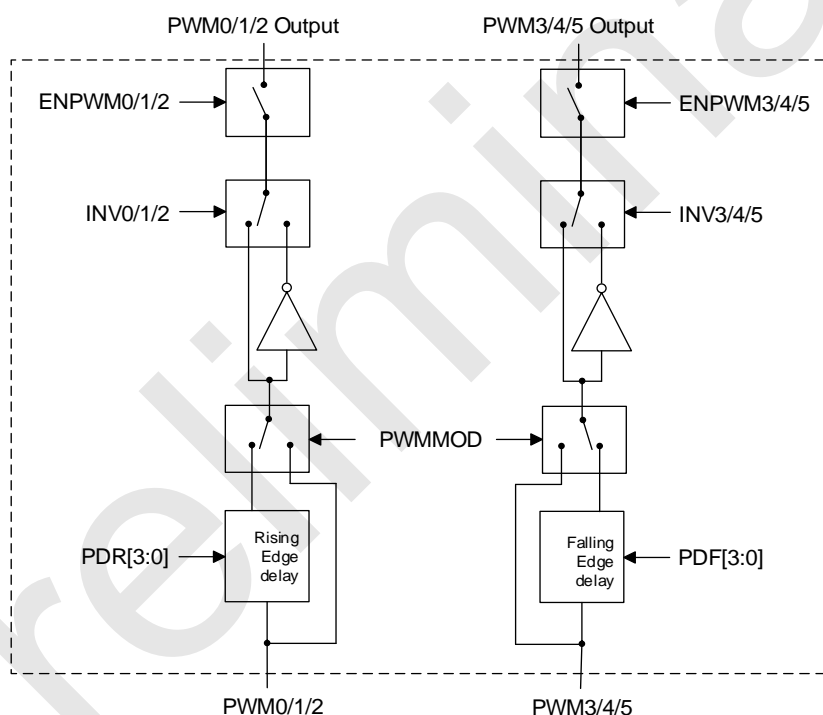 PWM0/1/2 Output
PWM3/4/5 Output
ENPWM0/1/2
ENPWM3/4/5
INV0/1/2
INV3/4/5
PWMMOD
PDR[3:0]
Rising
Edge
delay
Falling
Edge
delay
PDF[3:0]
PWM0/1/2
PWM3/4/5
relimina